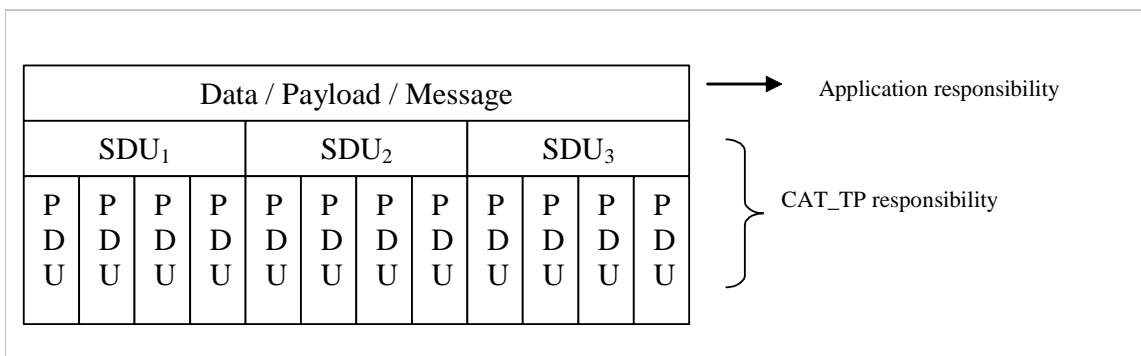 Data / Payload / Message
Application responsibility
SDU₁ SDU₂ SDU₃
CAT_TP responsibility
P P P P P P P P P P P P
D D D D D D D D D D D D
U U U U U U U U U U U U